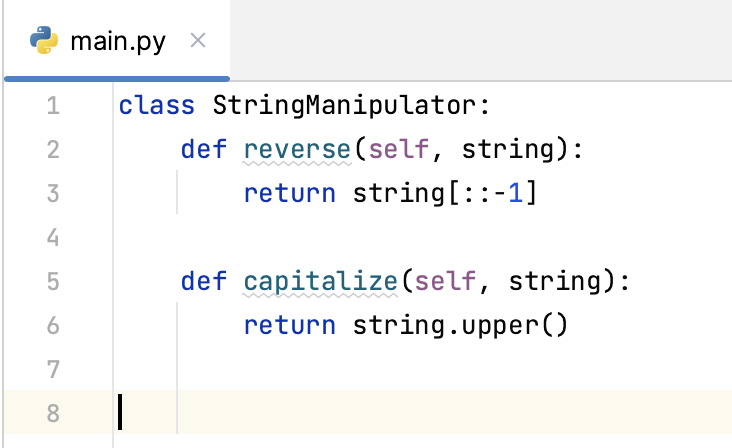 main.py
1 class StringManipulator:
2     def reverse(self, string):
3         return string[::-1]
4
5     def capitalize(self, string):
6         return string.upper()
7
8